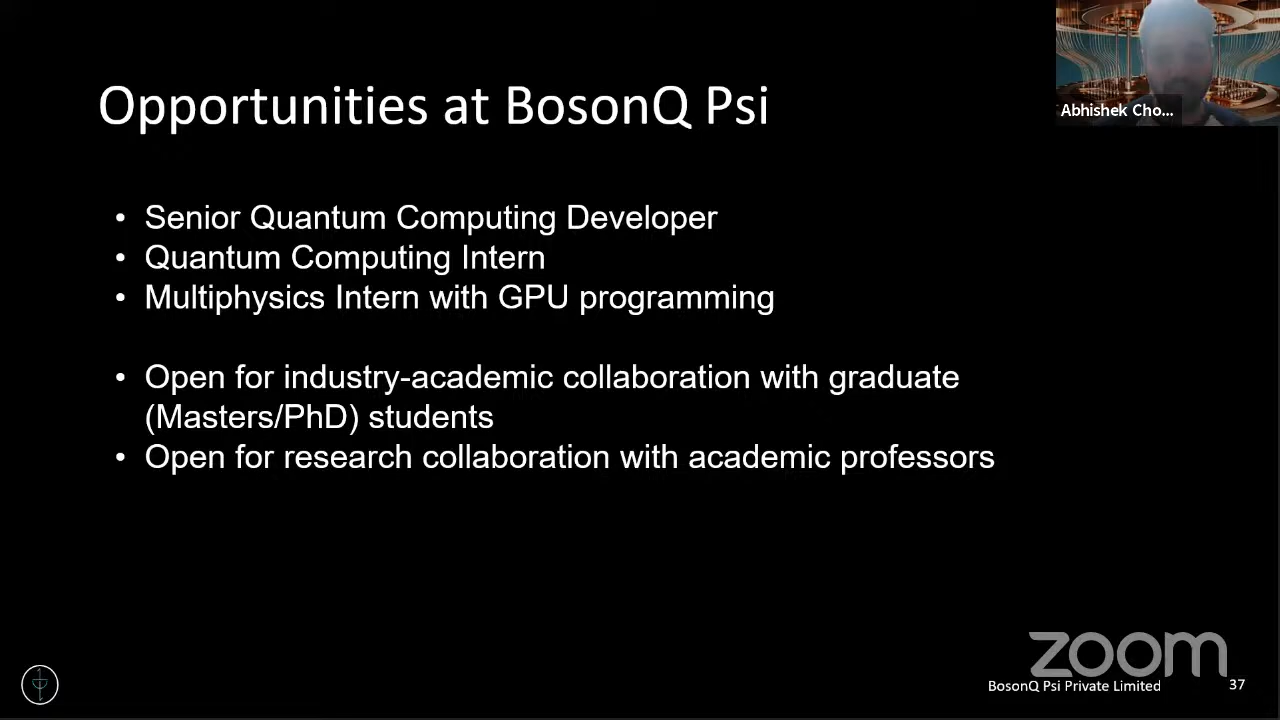 Opportunities at BosonQ Psi
Abhishek Cho...
• Senior Quantum Computing Developer
• Quantum Computing Intern
• Multiphysics Intern with GPU programming
• Open for industry-academic collaboration with graduate
(Masters/PhD) students
• Open for research collaboration with academic professors
zoom
BosonQ Psi Private Limited
37